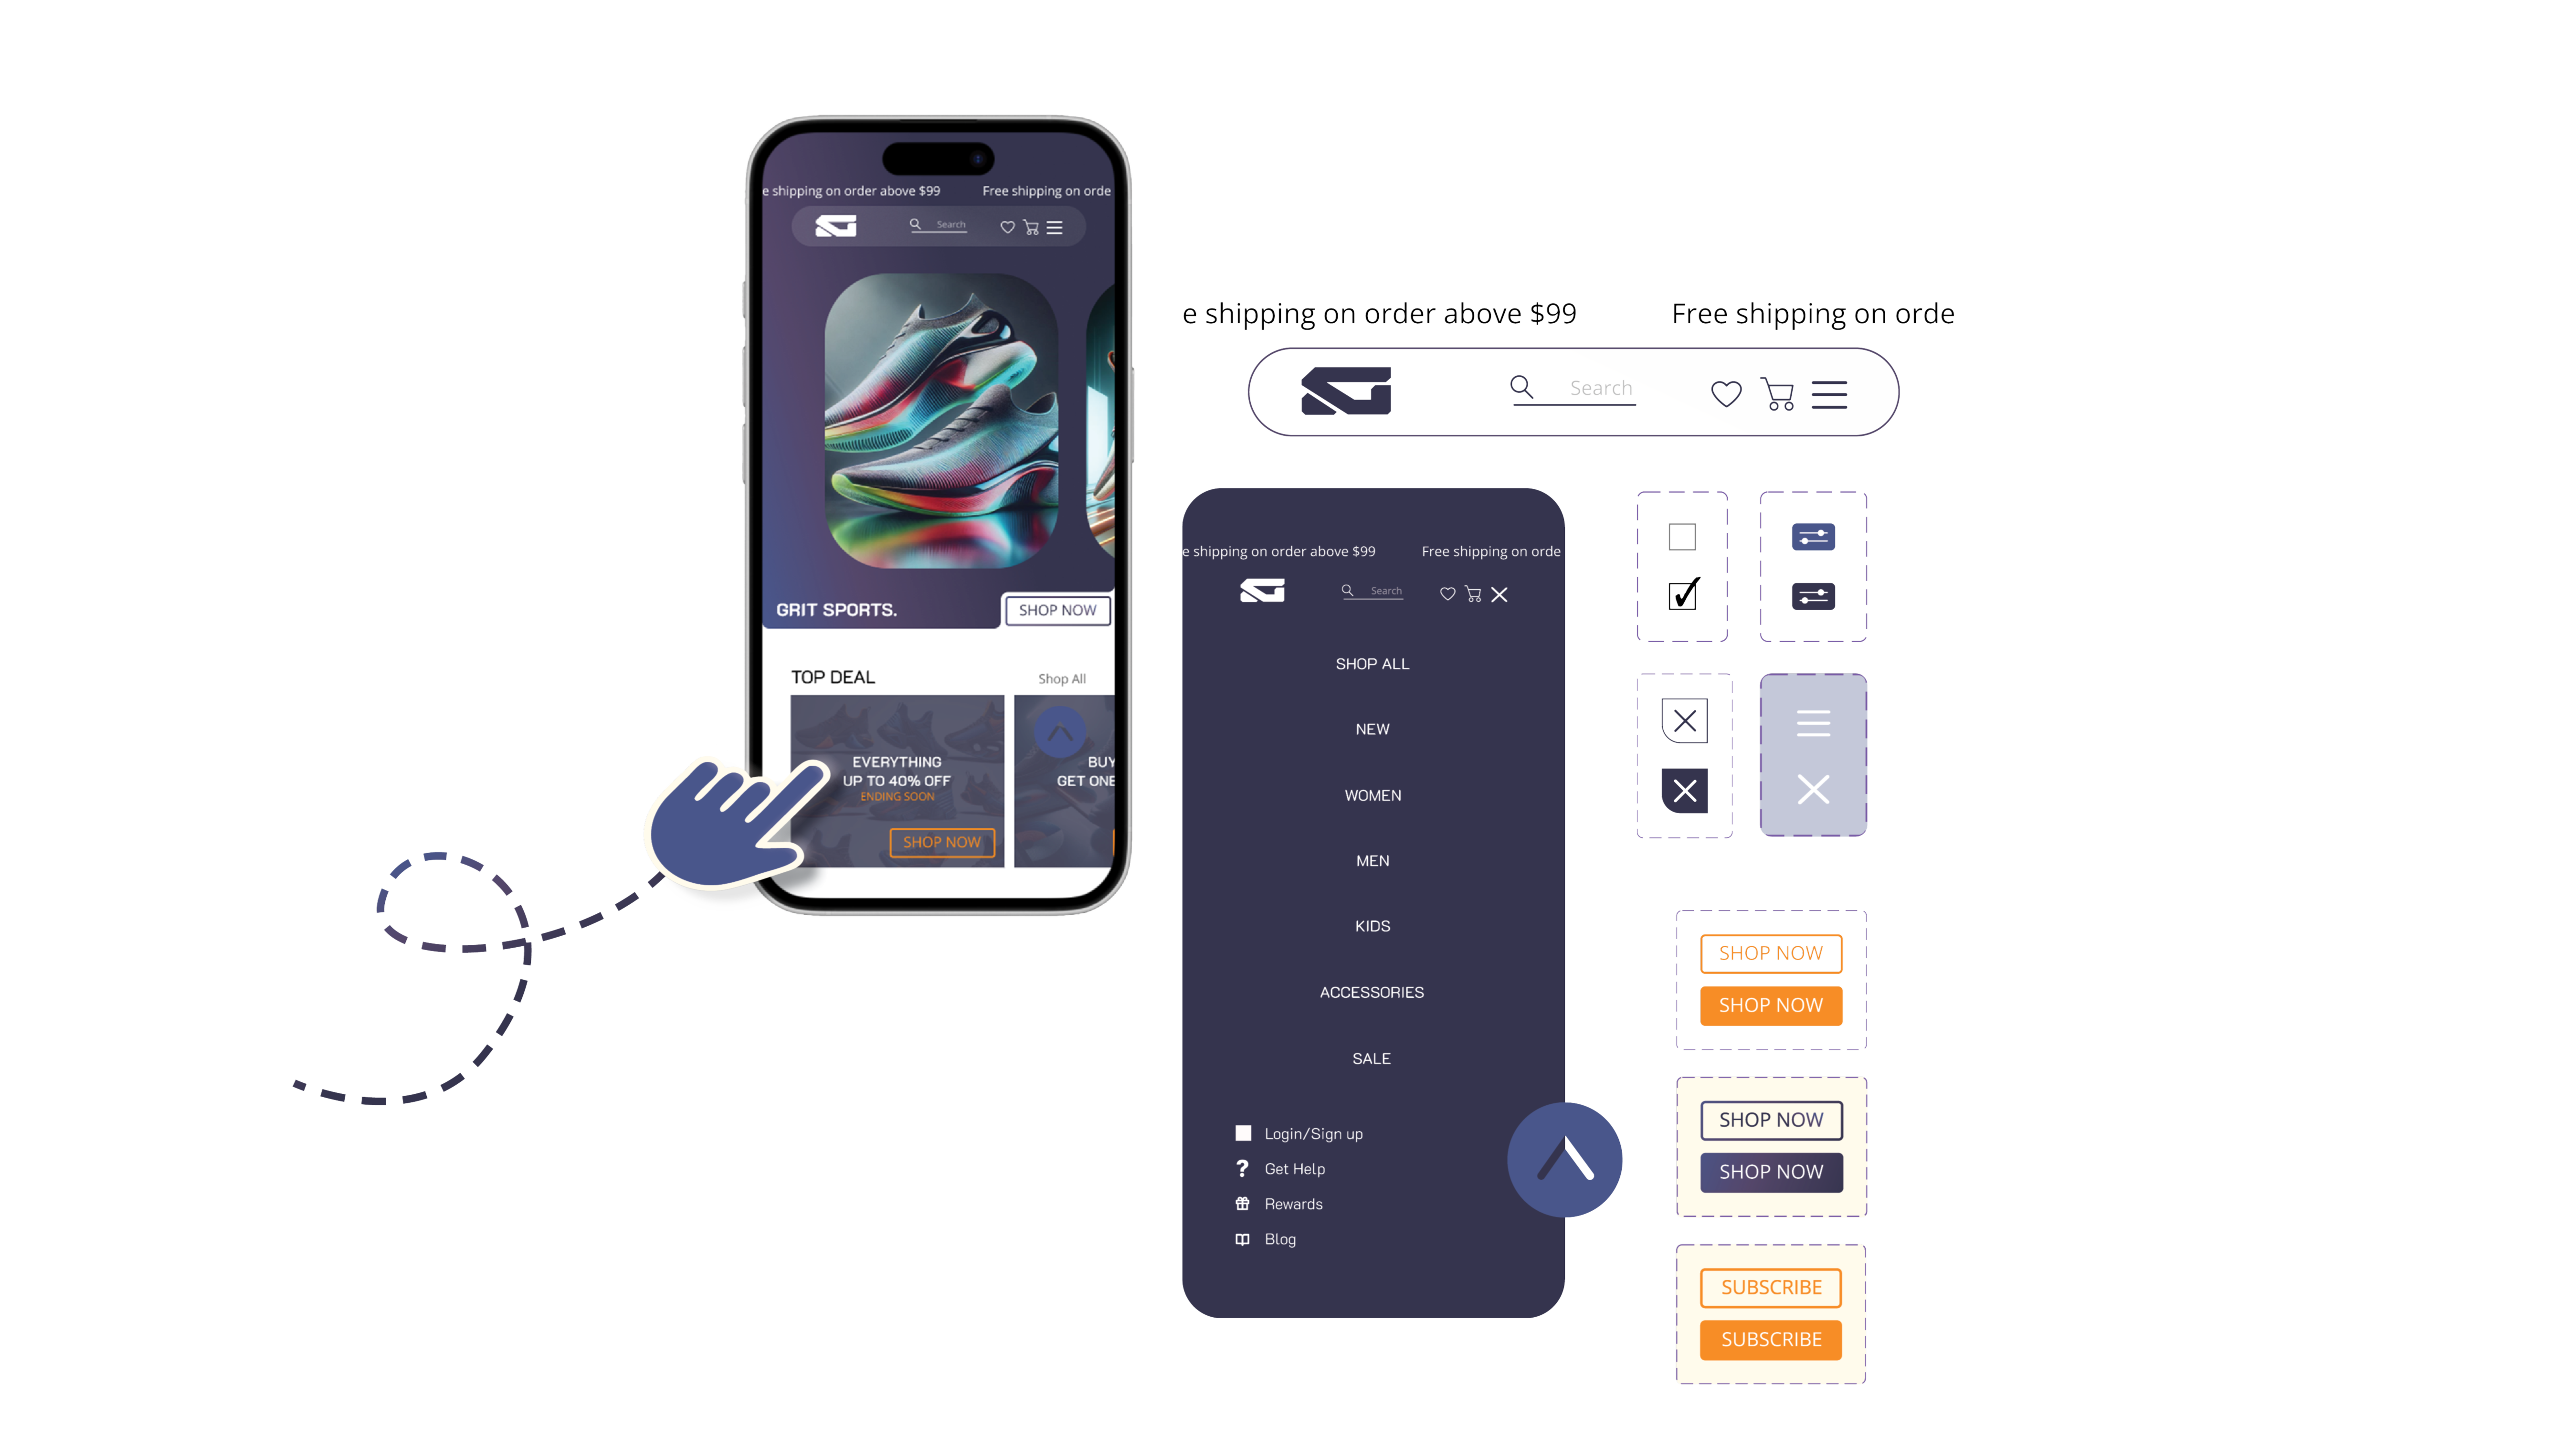 e shipping on order above $99 Free shipping on orde
Search
GRIT SPORTS.
SHOP NOW
TOP DEAL
Shop All
EVERYTHING
UP TO 40% OFF
ENDING SOON
SHOP NOW
BUY
GET ONE
e shipping on order above $99 Free shipping on orde
Search
e shipping on order above $99 Free shipping on orde
Search
SHOP ALL
NEW
WOMEN
MEN
KIDS
ACCESSORIES
SALE
Login/Sign up
Get Help
Rewards
Blog
SHOP NOW
SHOP NOW
SHOP NOW
SHOP NOW
SUBSCRIBE
SUBSCRIBE